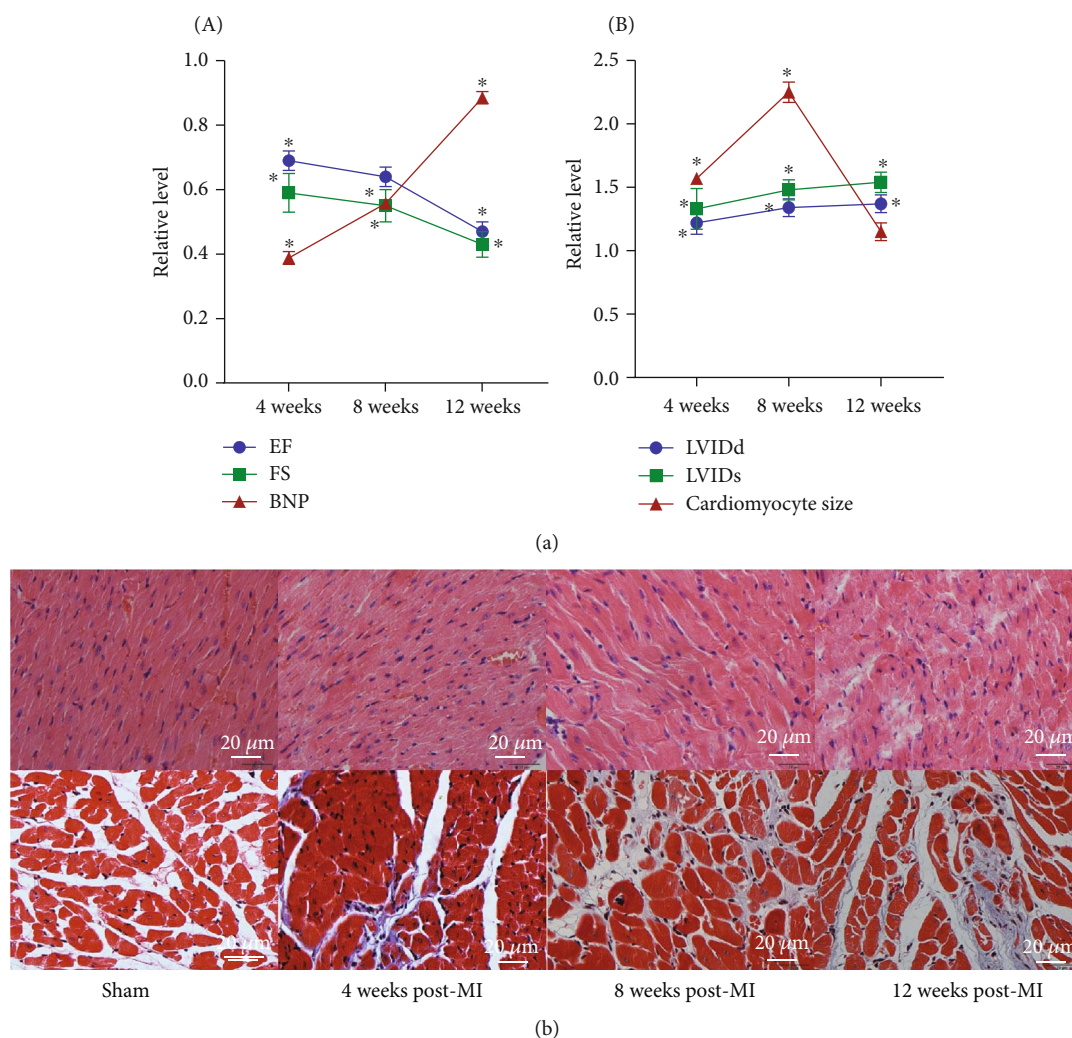 (A)
1.0
0.8
0.6
0.4
0.2
0.0
Relative level
* * * * * * * * *
4 weeks 8 weeks 12 weeks
EF
FS
BNP
(B)
2.5
2.0
1.5
1.0
0.5
0.0
Relative level
* * * * * * * *
4 weeks 8 weeks 12 weeks
LVIDd
LVIDs
Cardiomyocyte size
(a)
20 μm 20 μm 20 μm 20 μm
20 μm 20 μm 20 μm 20 μm
Sham 4 weeks post-MI 8 weeks post-MI 12 weeks post-MI
(b)